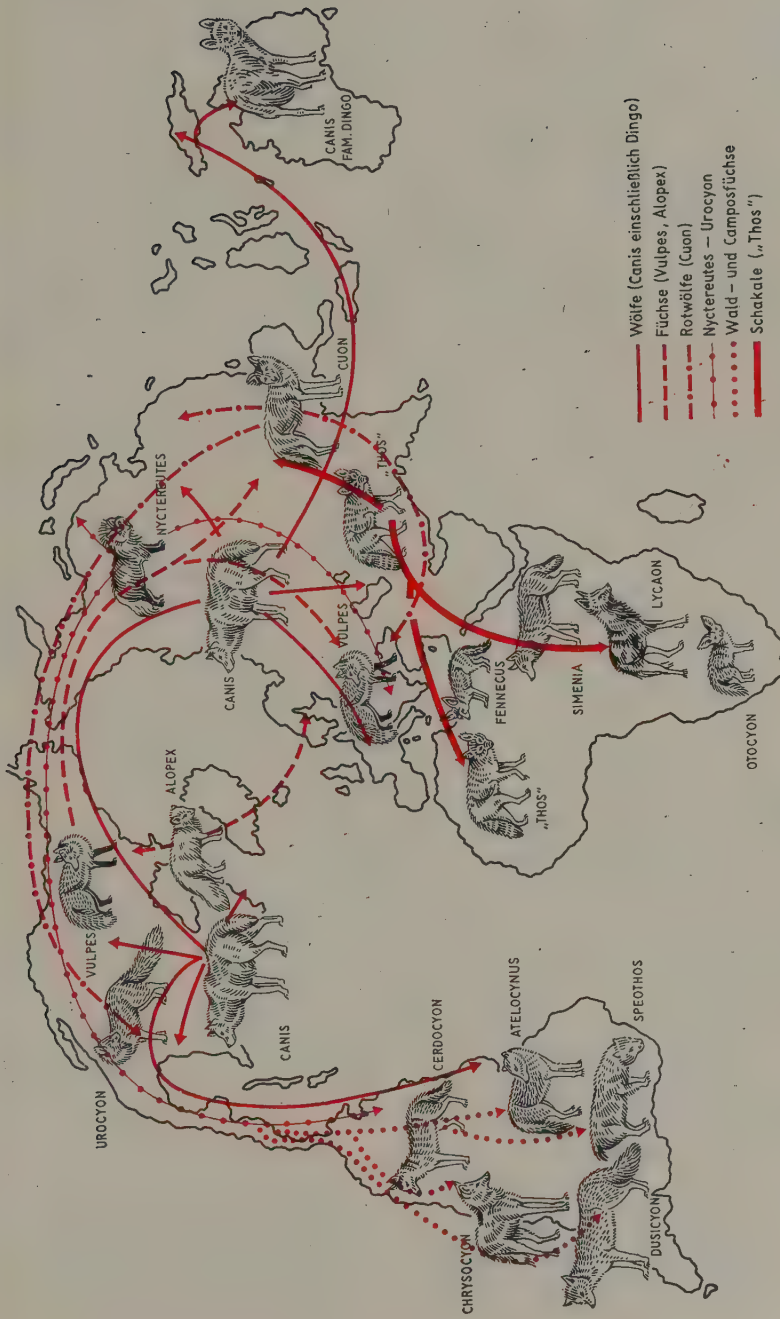 UROCYON
VULPES
ALOPEX
CANIS
CANIS
NYCTEREUTES
CUON
VULPES
„THOS"
„THOS"
FENNECUS
SIMENIA
LYCAON
OTOCYON
CANIS
FAM. DINGO
CERDOCYON
ATELOCYNUS
SPEOTHOS
CHRYSOCYON
DUSICYON
Wölfe (Canis einschließlich Dingo)
Füchse (Vulpes, Alopex)
Rotwölfe (Cuon)
Nyctereutes – Urocyon
Wald – und Camposfüchse
Schakale („Thos")